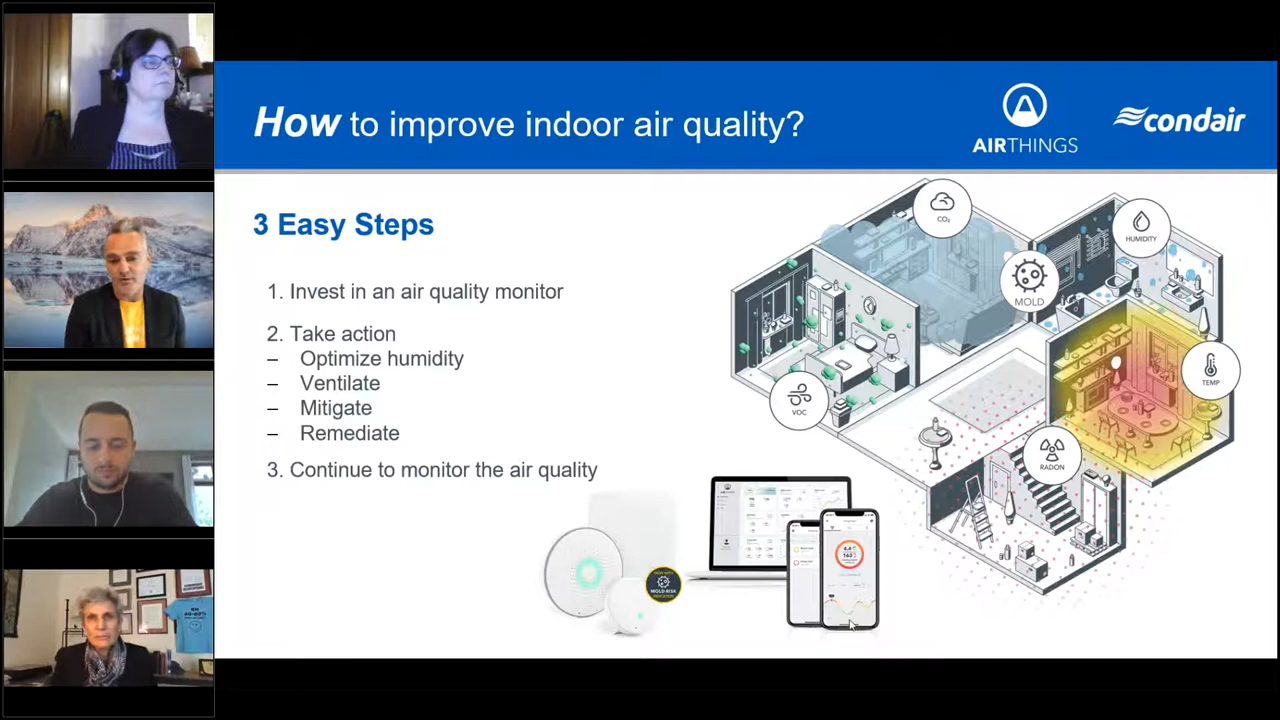 How to improve indoor air quality?
AIRTHINGS
condair
3 Easy Steps
1. Invest in an air quality monitor
2. Take action
– Optimize humidity
– Ventilate
– Mitigate
– Remediate
3. Continue to monitor the air quality
CO₂
HUMIDITY
MOLD
TEMP
VOC
RADON
MOLD RISK